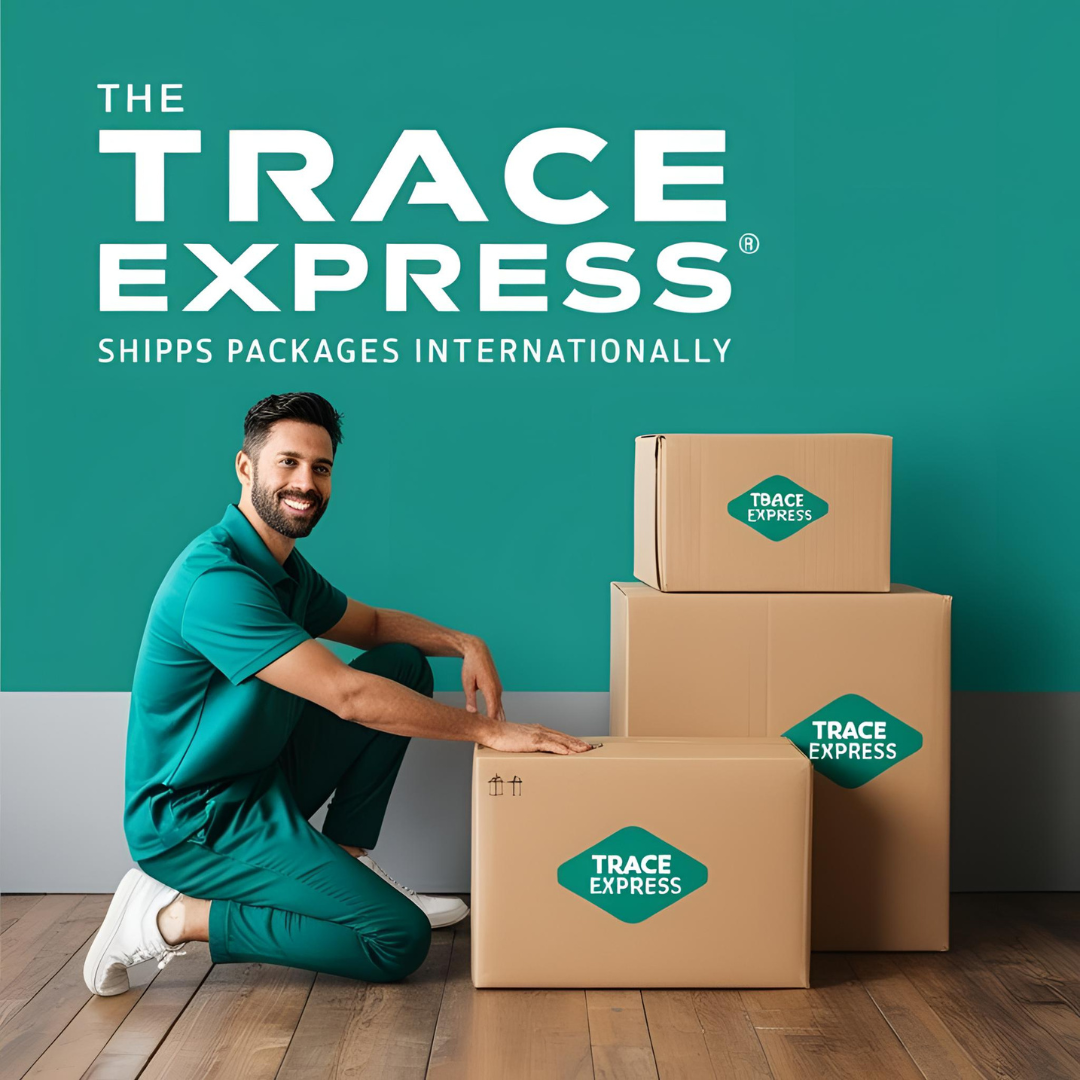 THE
TRACE
EXPRESS®
SHIPPS PACKAGES INTERNATIONALLY
TBACE
EXPRESS
TRACE
EXPRESS
TRACE
EXPRESS